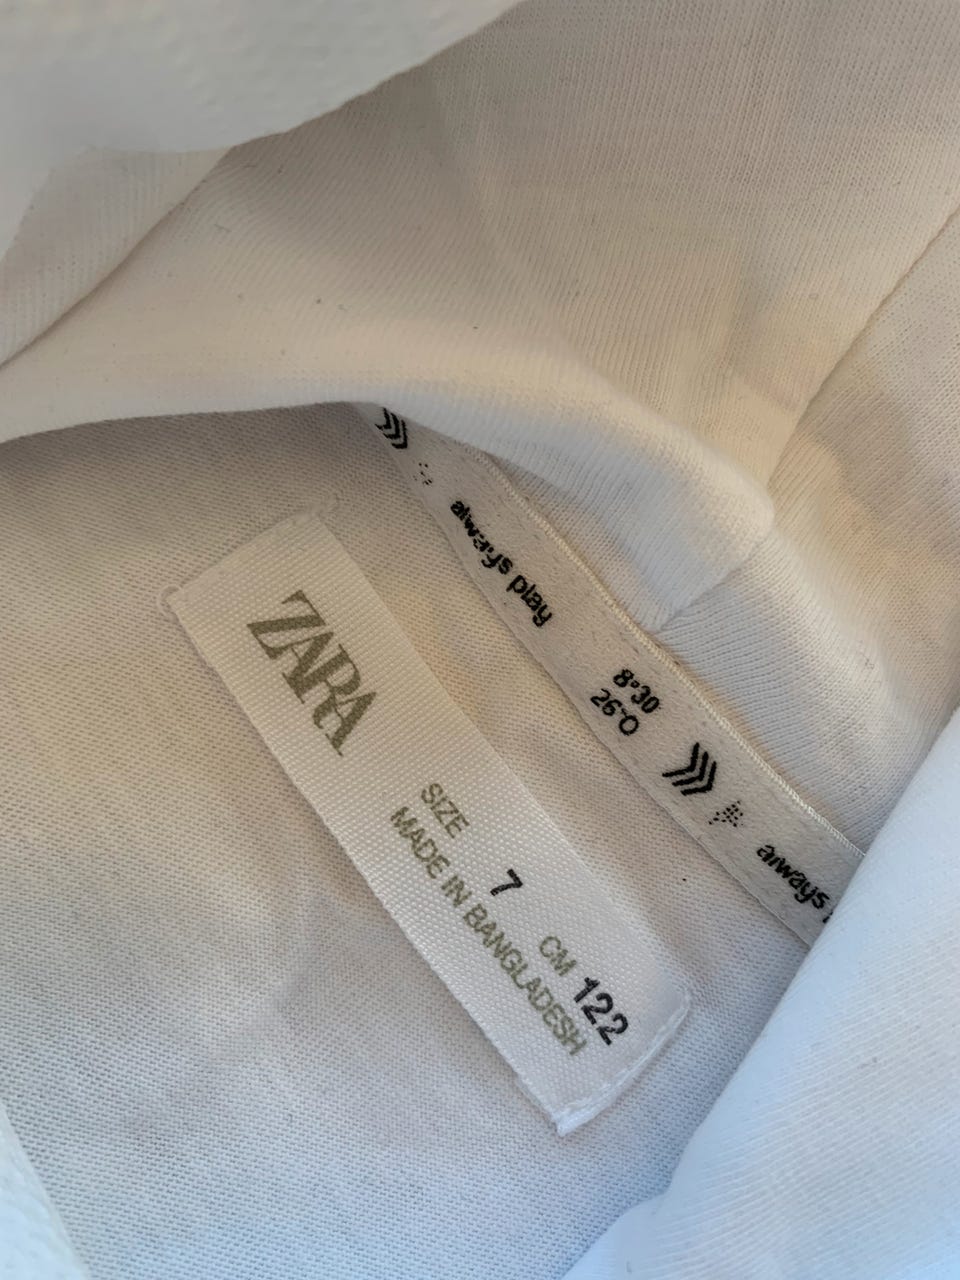 always play
8°30'
26"O
always
ZARA
SIZE 7 CM 122
MADE IN BANGLADESH